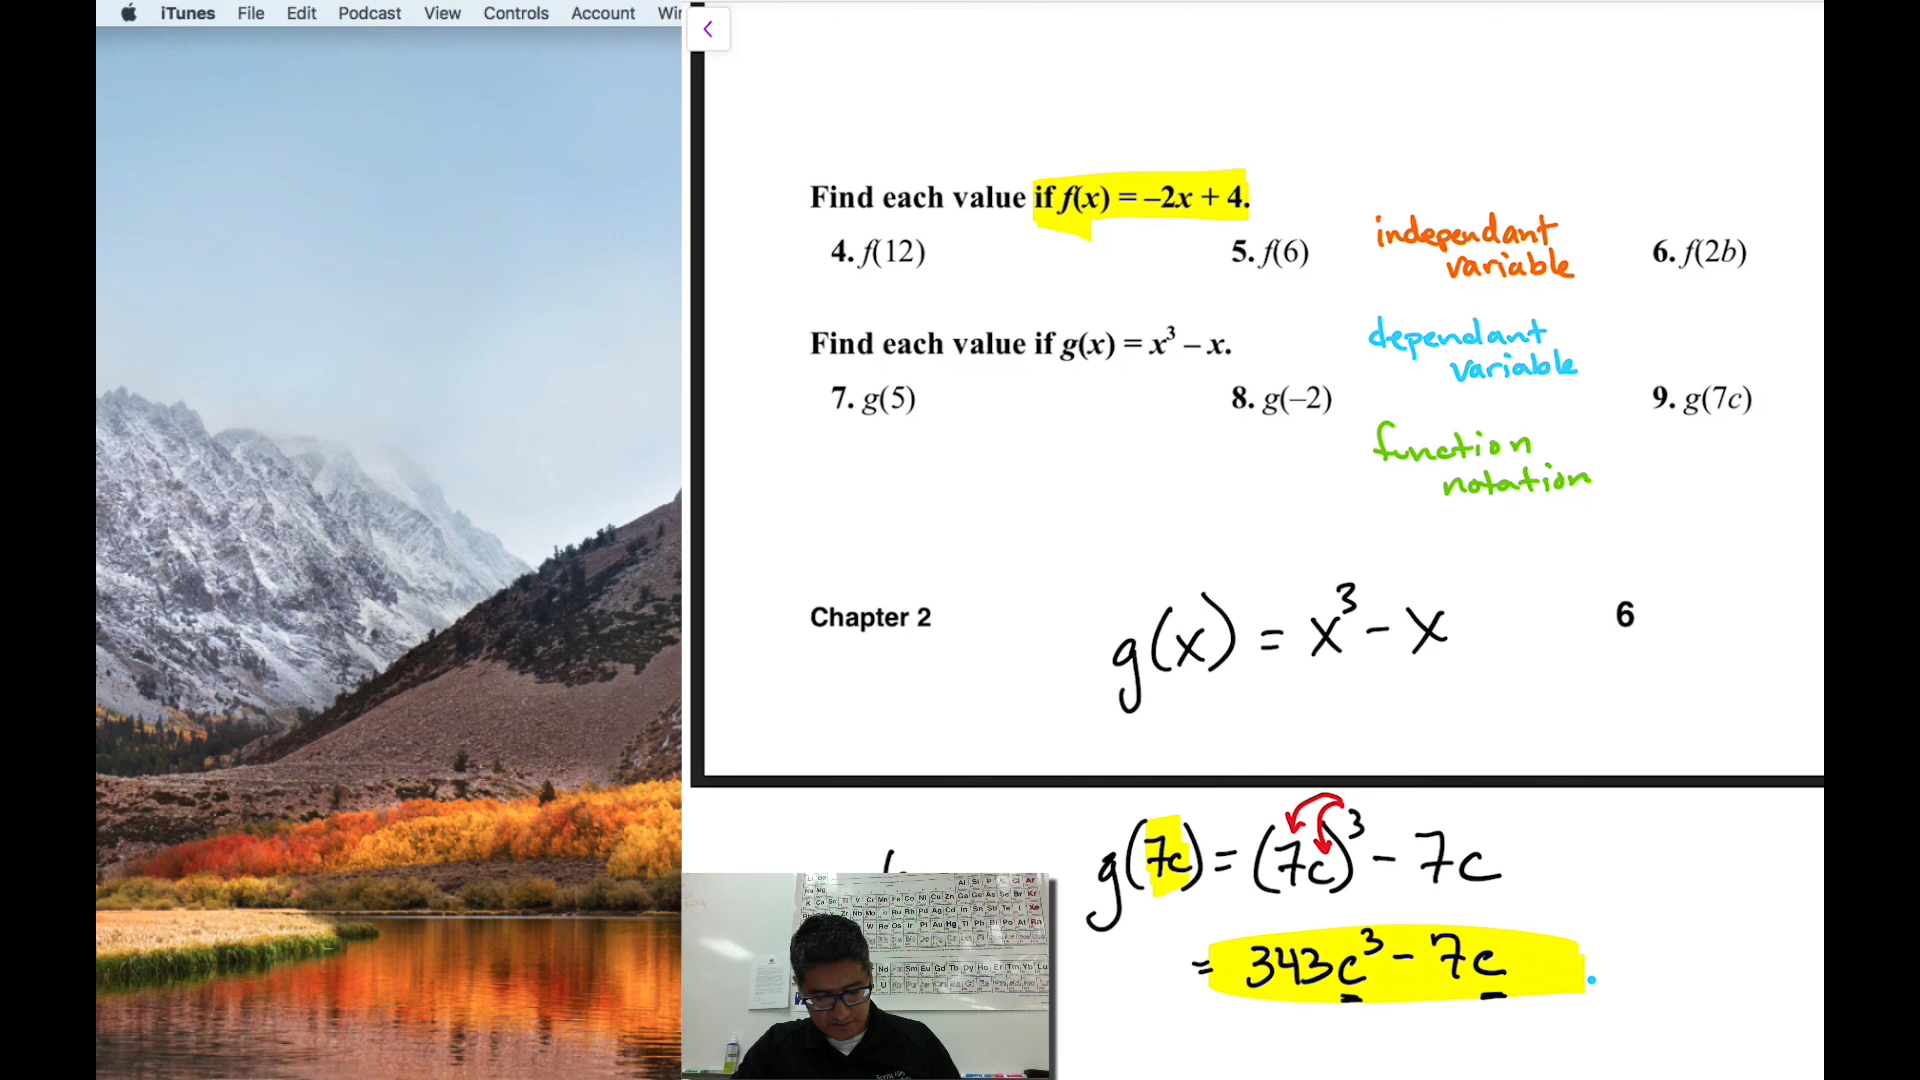 iTunes File Edit Podcast View Controls Account Wi
Find each value if f(x) = –2x + 4.
4. f(12) 5. f(6) 6. f(2b)
independant
variable
Find each value if g(x) = x³ – x.
dependant
variable
7. g(5) 8. g(–2) 9. g(7c)
function
notation
Chapter 2 6
g(x) = x³ - x
g(7c) = (7c)³ - 7c
= 343c³ - 7c